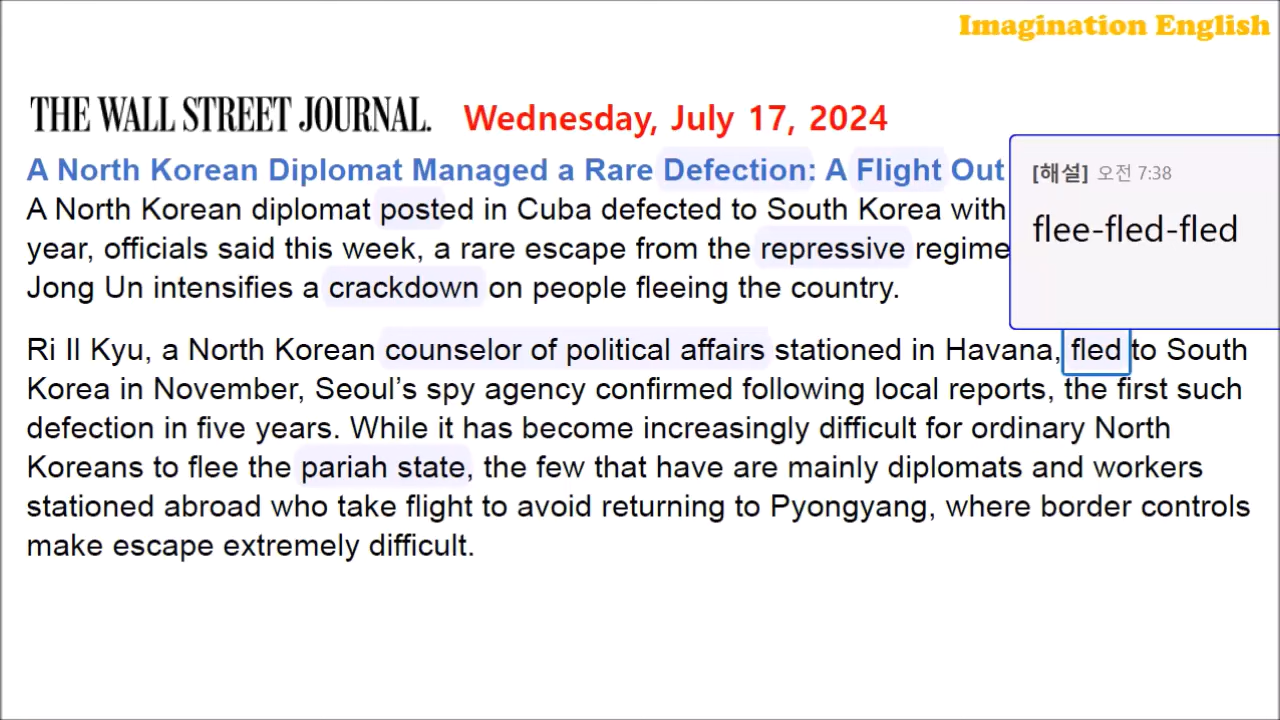 Imagination English
THE WALL STREET JOURNAL. Wednesday, July 17, 2024
A North Korean Diplomat Managed a Rare Defection: A Flight Out
A North Korean diplomat posted in Cuba defected to South Korea with
year, officials said this week, a rare escape from the repressive regime
Jong Un intensifies a crackdown on people fleeing the country.
[해설] 오전 7:38
flee-fled-fled
Ri Il Kyu, a North Korean counselor of political affairs stationed in Havana, fled to South
Korea in November, Seoul’s spy agency confirmed following local reports, the first such
defection in five years. While it has become increasingly difficult for ordinary North
Koreans to flee the pariah state, the few that have are mainly diplomats and workers
stationed abroad who take flight to avoid returning to Pyongyang, where border controls
make escape extremely difficult.